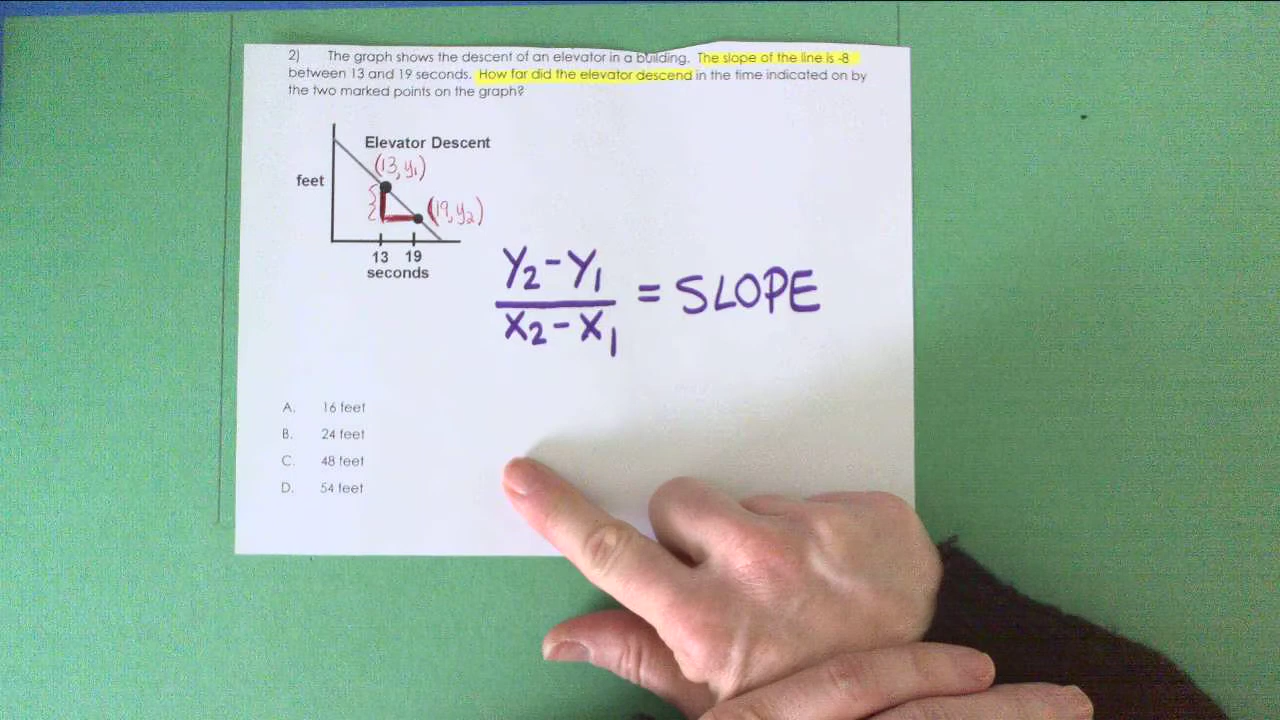 2) The graph shows the descent of an elevator in a building. The slope of the line is -8
between 13 and 19 seconds. How far did the elevator descend in the time indicated on by
the two marked points on the graph?
Elevator Descent
(13, y1)
feet
(19, y2)
13 19
seconds
Y2 - Y1
X2 - X1
= SLOPE
A. 16 feet
B. 24 feet
C. 48 feet
D. 54 feet